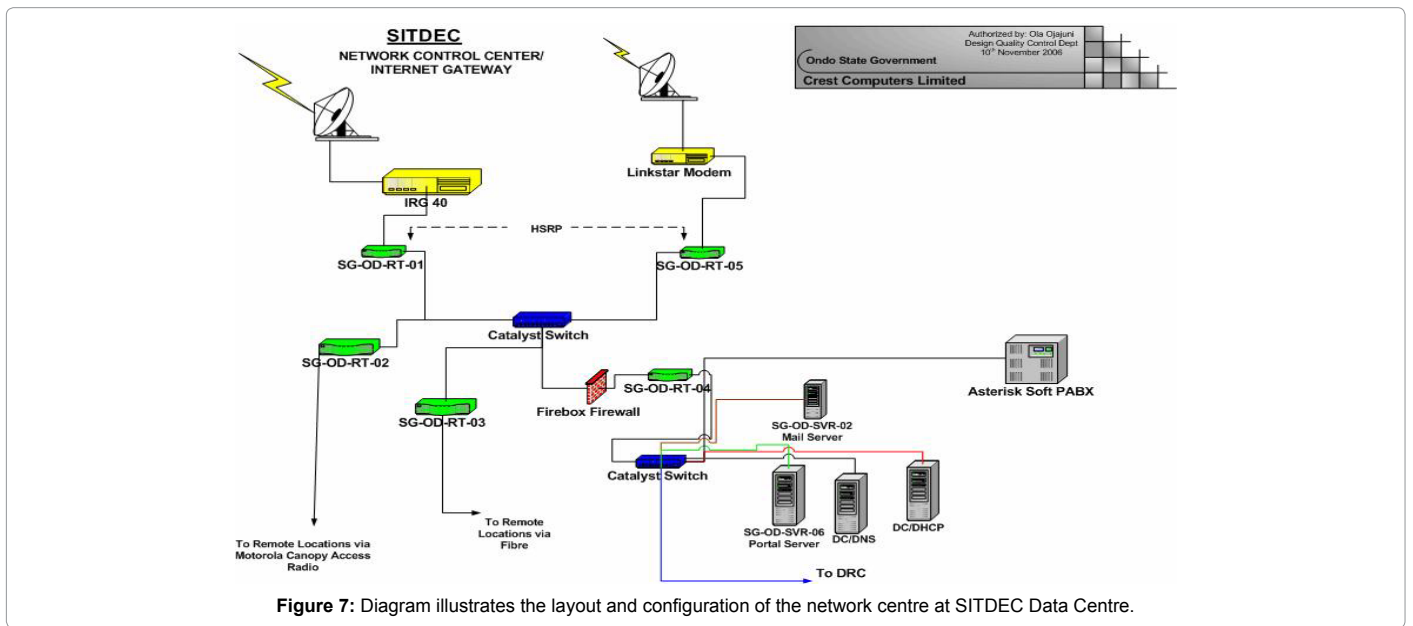 SITDEC
NETWORK CONTROL CENTER/
INTERNET GATEWAY
Authorized by: Ola Ojajuni
Design Quality Control Dept
10th November 2006
Ondo State Government
Crest Computers Limited
Linkstar Modem
IRG 40
HSRP
SG-OD-RT-01
SG-OD-RT-05
Catalyst Switch
SG-OD-RT-02
SG-OD-RT-04
Asterisk Soft PABX
Firebox Firewall
SG-OD-RT-03
SG-OD-SVR-02
Mail Server
Catalyst Switch
SG-OD-SVR-06
Portal Server
DC/DNS
DC/DHCP
To Remote
Locations via
Fibre
To Remote Locations via
Motorola Canopy Access
Radio
To DRC
Figure 7: Diagram illustrates the layout and configuration of the network centre at SITDEC Data Centre.